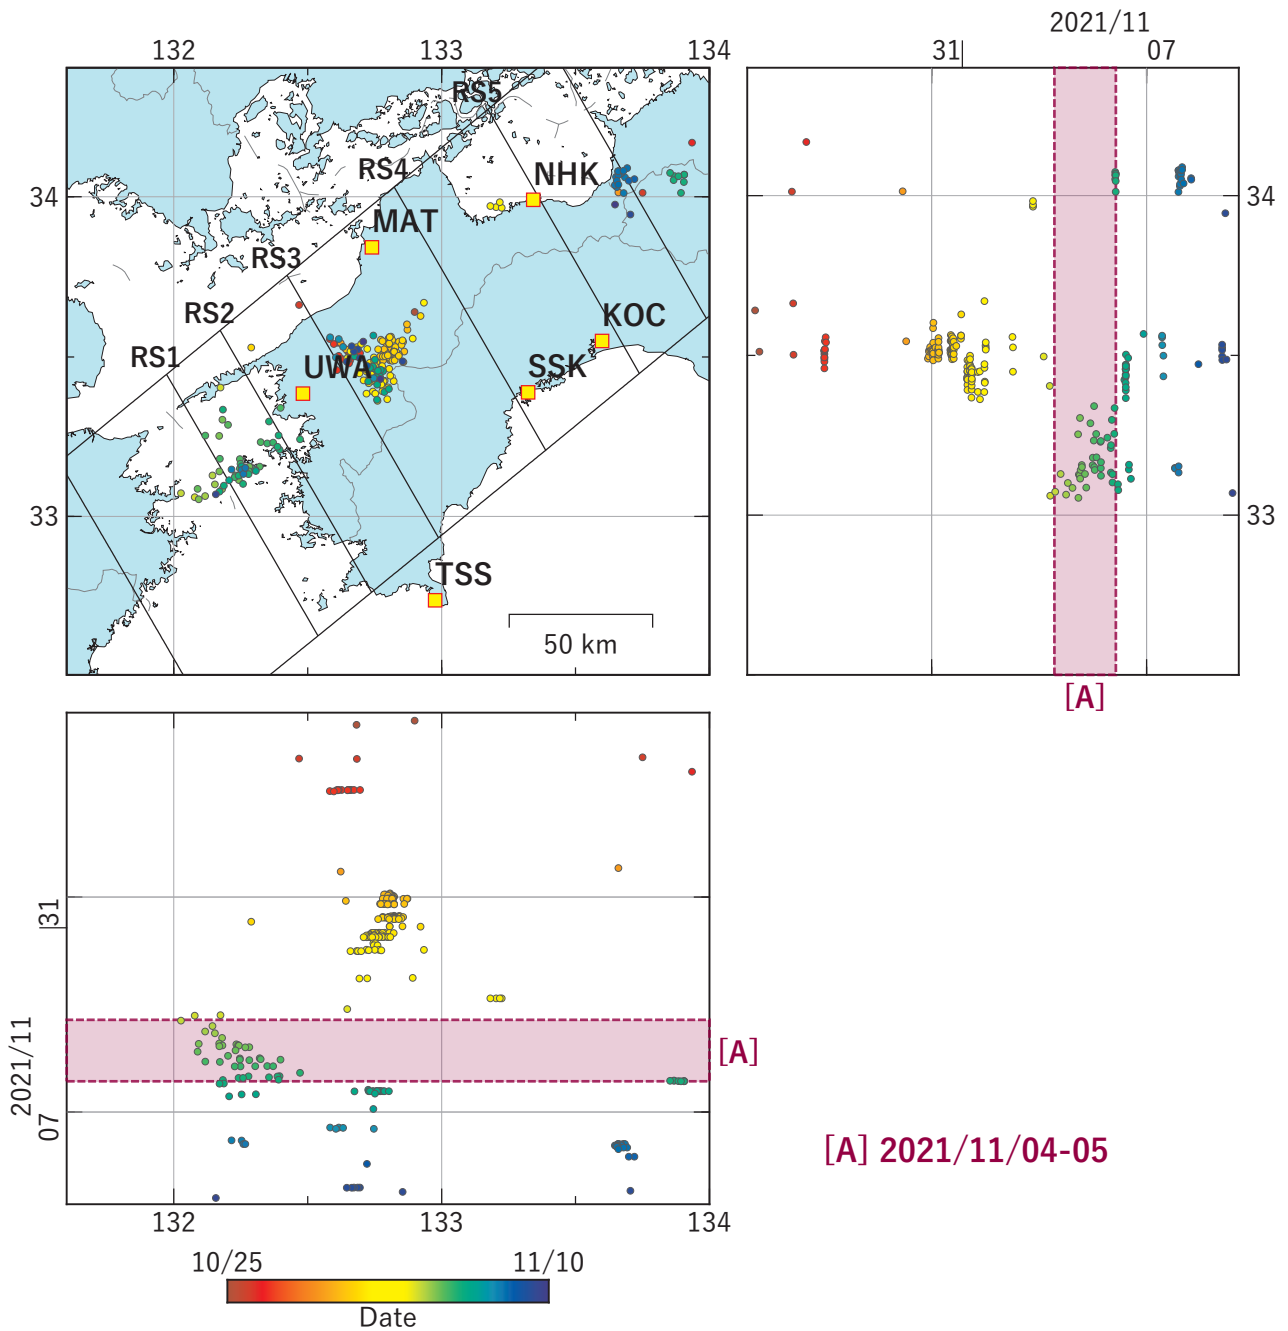 2021/11
132
133
134
31
07
RS5
RS4
NHK
34
34
MAT
RS3
RS2
KOC
RS1
UWA
SSK
33
33
TSS
50 km
[A]
31
2021/11
[A]
07
[A] 2021/11/04-05
132
133
134
10/25
11/10
Date